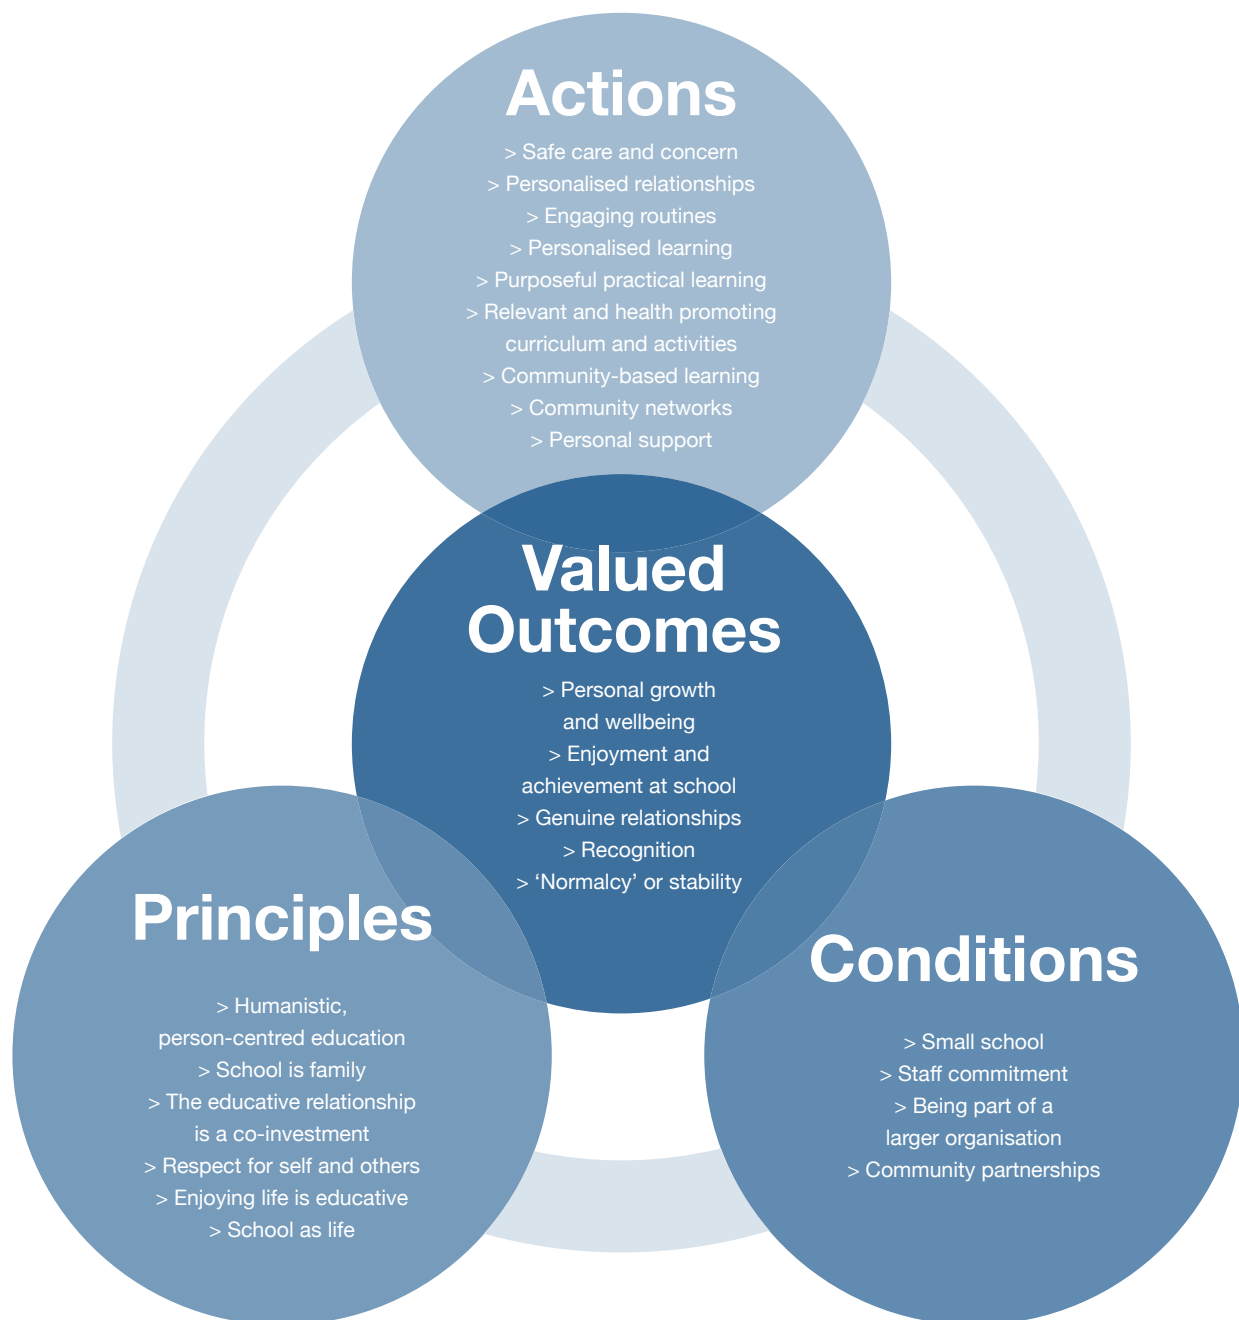 Actions
> Safe care and concern
> Personalised relationships
> Engaging routines
> Personalised learning
> Purposeful practical learning
> Relevant and health promoting
curriculum and activities
> Community-based learning
> Community networks
> Personal support
Valued
Outcomes
> Personal growth
and wellbeing
> Enjoyment and
achievement at school
> Genuine relationships
> Recognition
> ‘Normalcy’ or stability
Principles
> Humanistic,
person-centred education
> School is family
> The educative relationship
is a co-investment
> Respect for self and others
> Enjoying life is educative
> School as life
Conditions
> Small school
> Staff commitment
> Being part of a
larger organisation
> Community partnerships